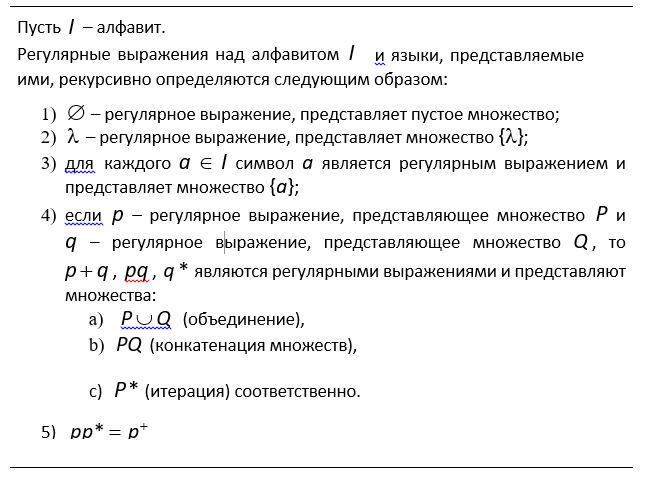 Пусть I – алфавит.
Регулярные выражения над алфавитом I и языки, представляемые
ими, рекурсивно определяются следующим образом:
1) ∅ – регулярное выражение, представляет пустое множество;
2) λ – регулярное выражение, представляет множество {λ};
3) для каждого a ∈ I символ a является регулярным выражением и
представляет множество {a};
4) если p – регулярное выражение, представляющее множество P и
q – регулярное выражение, представляющее множество Q, то
p+q, pq, q* являются регулярными выражениями и представляют
множества:
a) P∪Q (объединение),
b) PQ (конкатенация множеств),
c) P* (итерация) соответственно.
5) pp* = p⁺